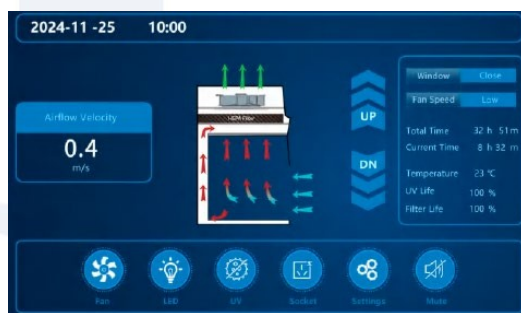 2024-11 -25 10:00
Airflow Velocity
0.4
m/s
HEPA-Filter
UP
DN
Window Close
Fan Speed Low
Total Time 32 h 51 m
Current Time 8 h 32 m
Temperature 23 ℃
UV Life 100 %
Filter Life 100 %
Fan LED UV Socket Settings Mute